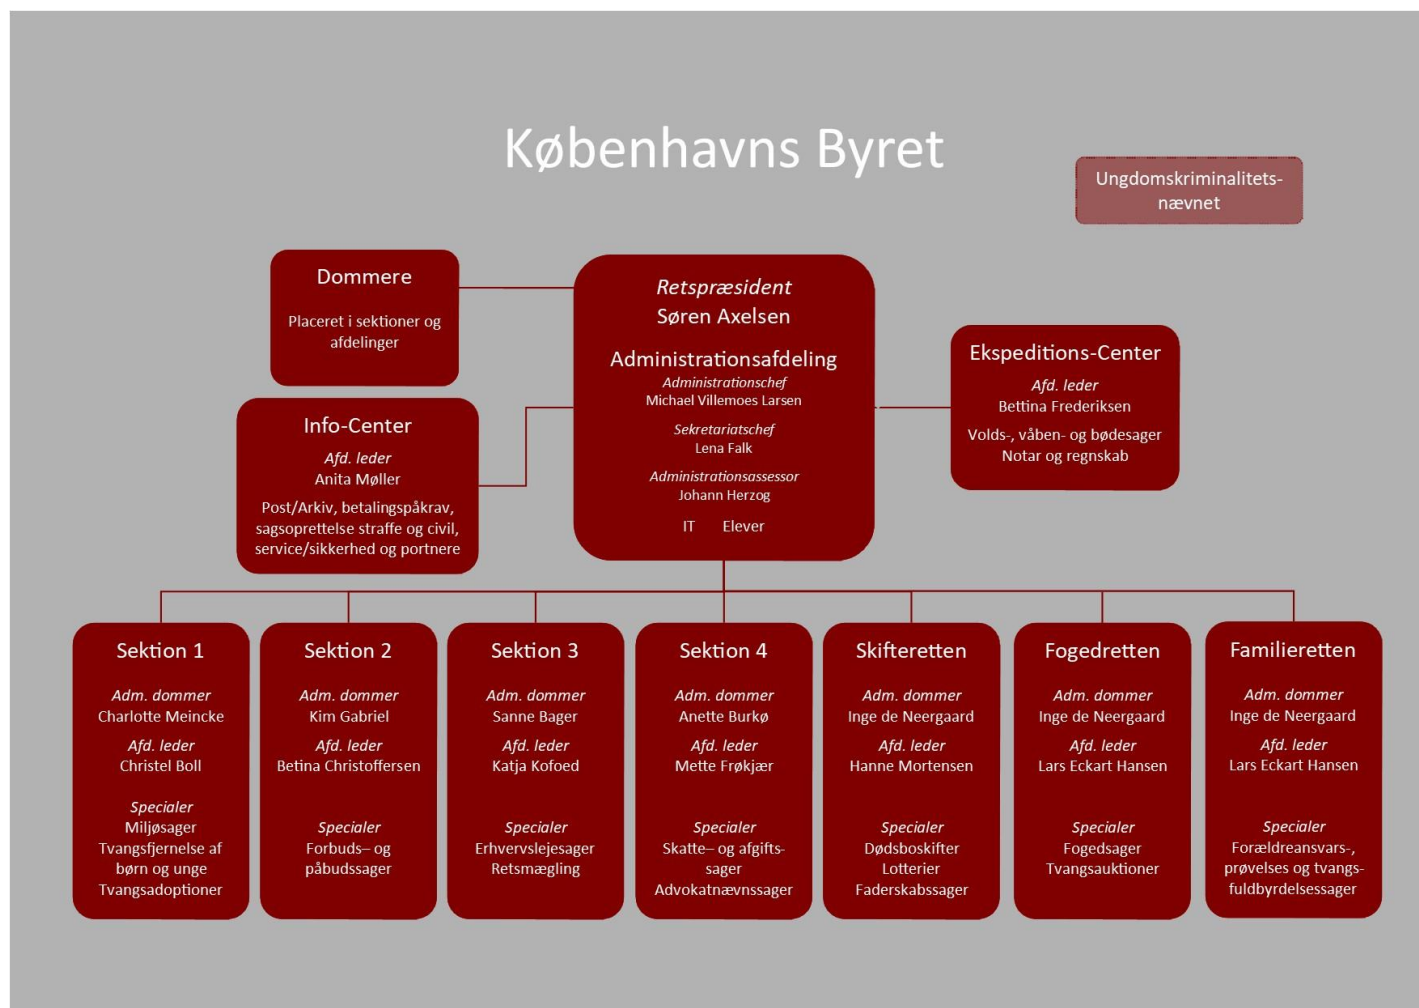 Københavns Byret
Ungdomskriminalitets-
nævnet
Dommere
Placeret i sektioner og
afdelinger
Retspræsident
Søren Axelsen
Administrationsafdeling
Administrationschef
Michael Villemoes Larsen
Sekretariatschef
Lena Falk
Administrationsassessor
Johann Herzog
IT Elever
Ekspeditions-Center
Afd. leder
Bettina Frederiksen
Volds-, våben- og bødesager
Notar og regnskab
Info-Center
Afd. leder
Anita Møller
Post/Arkiv, betalingspåkrav,
sagsoprettelse straffe og civil,
service/sikkerhed og portnere
Sektion 1
Adm. dommer
Charlotte Meincke
Afd. leder
Christel Boll
Specialer
Miljøsager
Tvangsfjernelse af
børn og unge
Tvangsadoptioner
Sektion 2
Adm. dommer
Kim Gabriel
Afd. leder
Betina Christoffersen
Specialer
Forbuds– og
påbudssager
Sektion 3
Adm. dommer
Sanne Bager
Afd. leder
Katja Kofoed
Specialer
Erhvervslejesager
Retsmægling
Sektion 4
Adm. dommer
Anette Burkø
Afd. leder
Mette Frøkjær
Specialer
Skatte– og afgifts-
sager
Advokatnævnssager
Skifteretten
Adm. dommer
Inge de Neergaard
Afd. leder
Hanne Mortensen
Specialer
Dødsboskifter
Lotterier
Faderskabssager
Fogedretten
Adm. dommer
Inge de Neergaard
Afd. leder
Lars Eckart Hansen
Specialer
Fogedsager
Tvangsauktioner
Familieretten
Adm. dommer
Inge de Neergaard
Afd. leder
Lars Eckart Hansen
Specialer
Forældreansvars-,
prøvelses og tvangs-
fuldbyrdelsessager